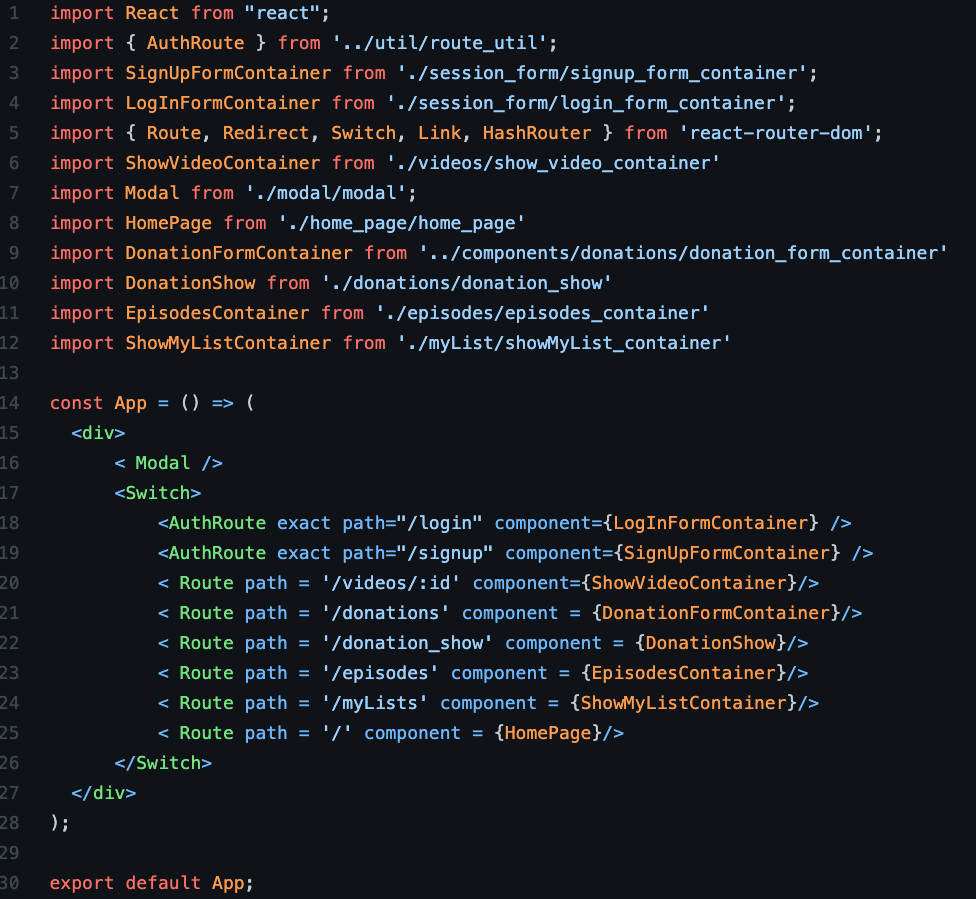 1 import React from "react";
2 import { AuthRoute } from '../util/route_util';
3 import SignUpFormContainer from './session_form/signup_form_container';
4 import LogInFormContainer from './session_form/login_form_container';
5 import { Route, Redirect, Switch, Link, HashRouter } from 'react-router-dom';
6 import ShowVideoContainer from './videos/show_video_container'
7 import Modal from './modal/modal';
8 import HomePage from './home_page/home_page'
9 import DonationFormContainer from '../components/donations/donation_form_container'
10 import DonationShow from './donations/donation_show'
11 import EpisodesContainer from './episodes/episodes_container'
12 import ShowMyListContainer from './myList/showMyList_container'
13
14 const App = () => (
15   <div>
16       < Modal />
17       <Switch>
18           <AuthRoute exact path="/login" component={LogInFormContainer} />
19           <AuthRoute exact path="/signup" component={SignUpFormContainer} />
20           < Route path = '/videos/:id' component={ShowVideoContainer}/>
21           < Route path = '/donations' component = {DonationFormContainer}/>
22           < Route path = '/donation_show' component = {DonationShow}/>
23           < Route path = '/episodes' component = {EpisodesContainer}/>
24           < Route path = '/myLists' component = {ShowMyListContainer}/>
25           < Route path = '/' component = {HomePage}/>
26       </Switch>
27   </div>
28 );
29
30 export default App;